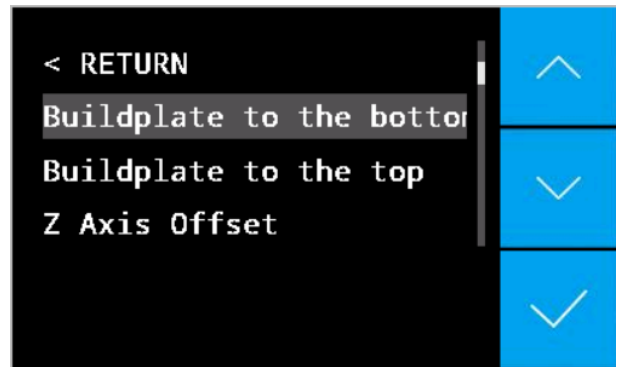 < RETURN
Buildplate to the bottor
Buildplate to the top
Z Axis Offset